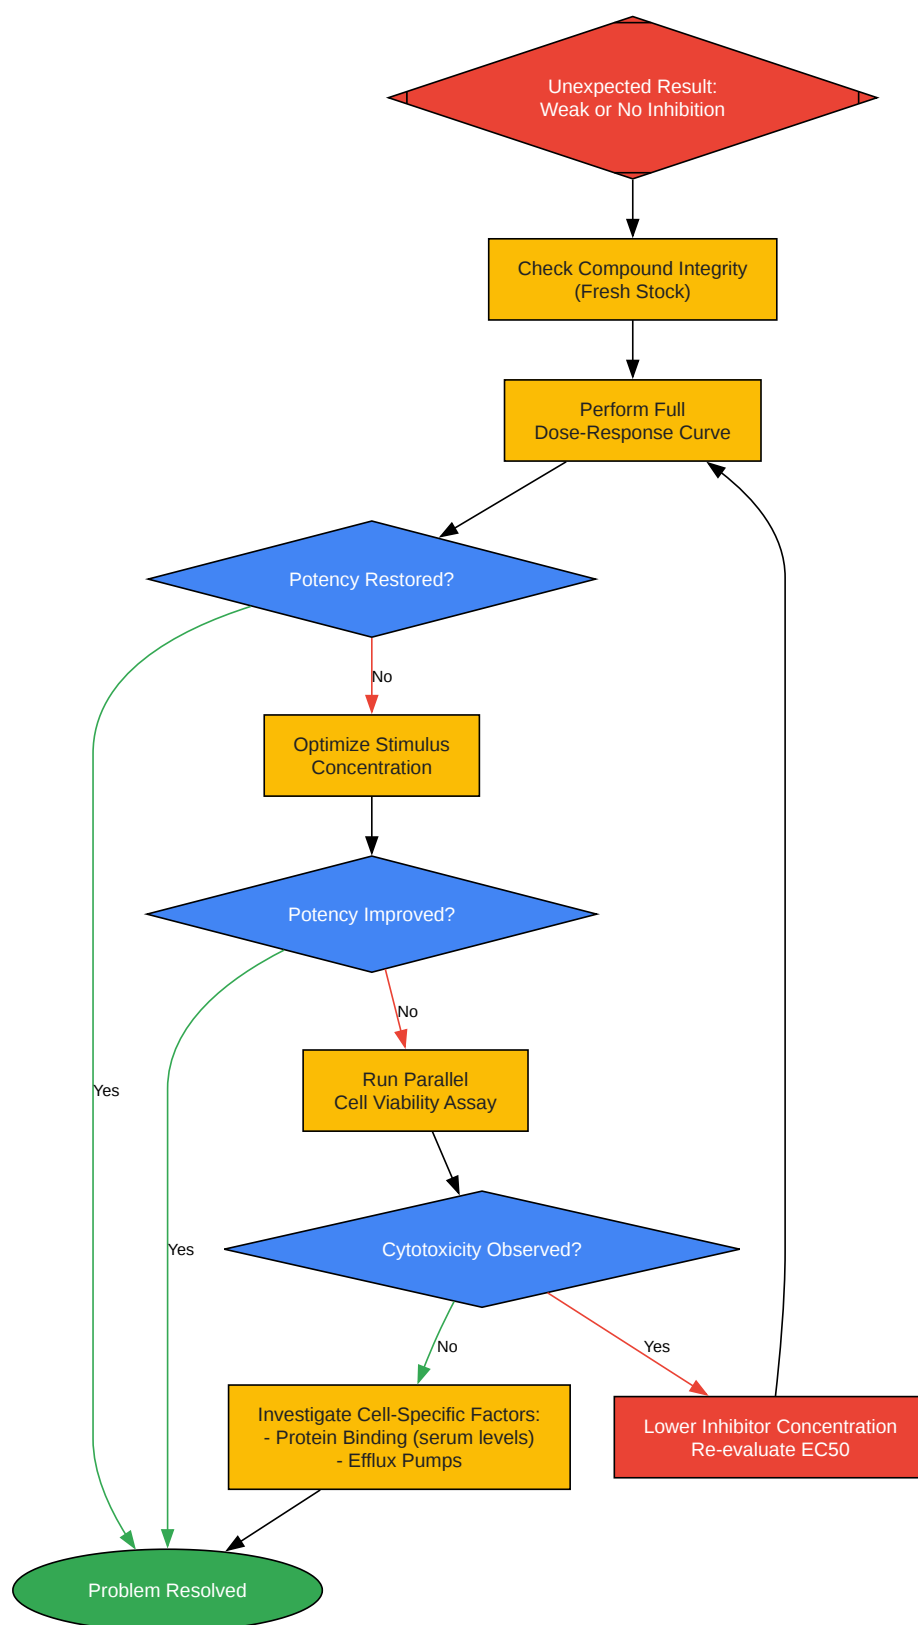 Unexpected Result:
Weak or No Inhibition
Check Compound Integrity
(Fresh Stock)
Perform Full
Dose-Response Curve
Potency Restored?
No
Optimize Stimulus
Concentration
Potency Improved?
No
Run Parallel
Cell Viability Assay
Yes
Cytotoxicity Observed?
Yes
No
Yes
Investigate Cell-Specific Factors:
- Protein Binding (serum levels)
- Efflux Pumps
Lower Inhibitor Concentration
Re-evaluate EC50
Problem Resolved